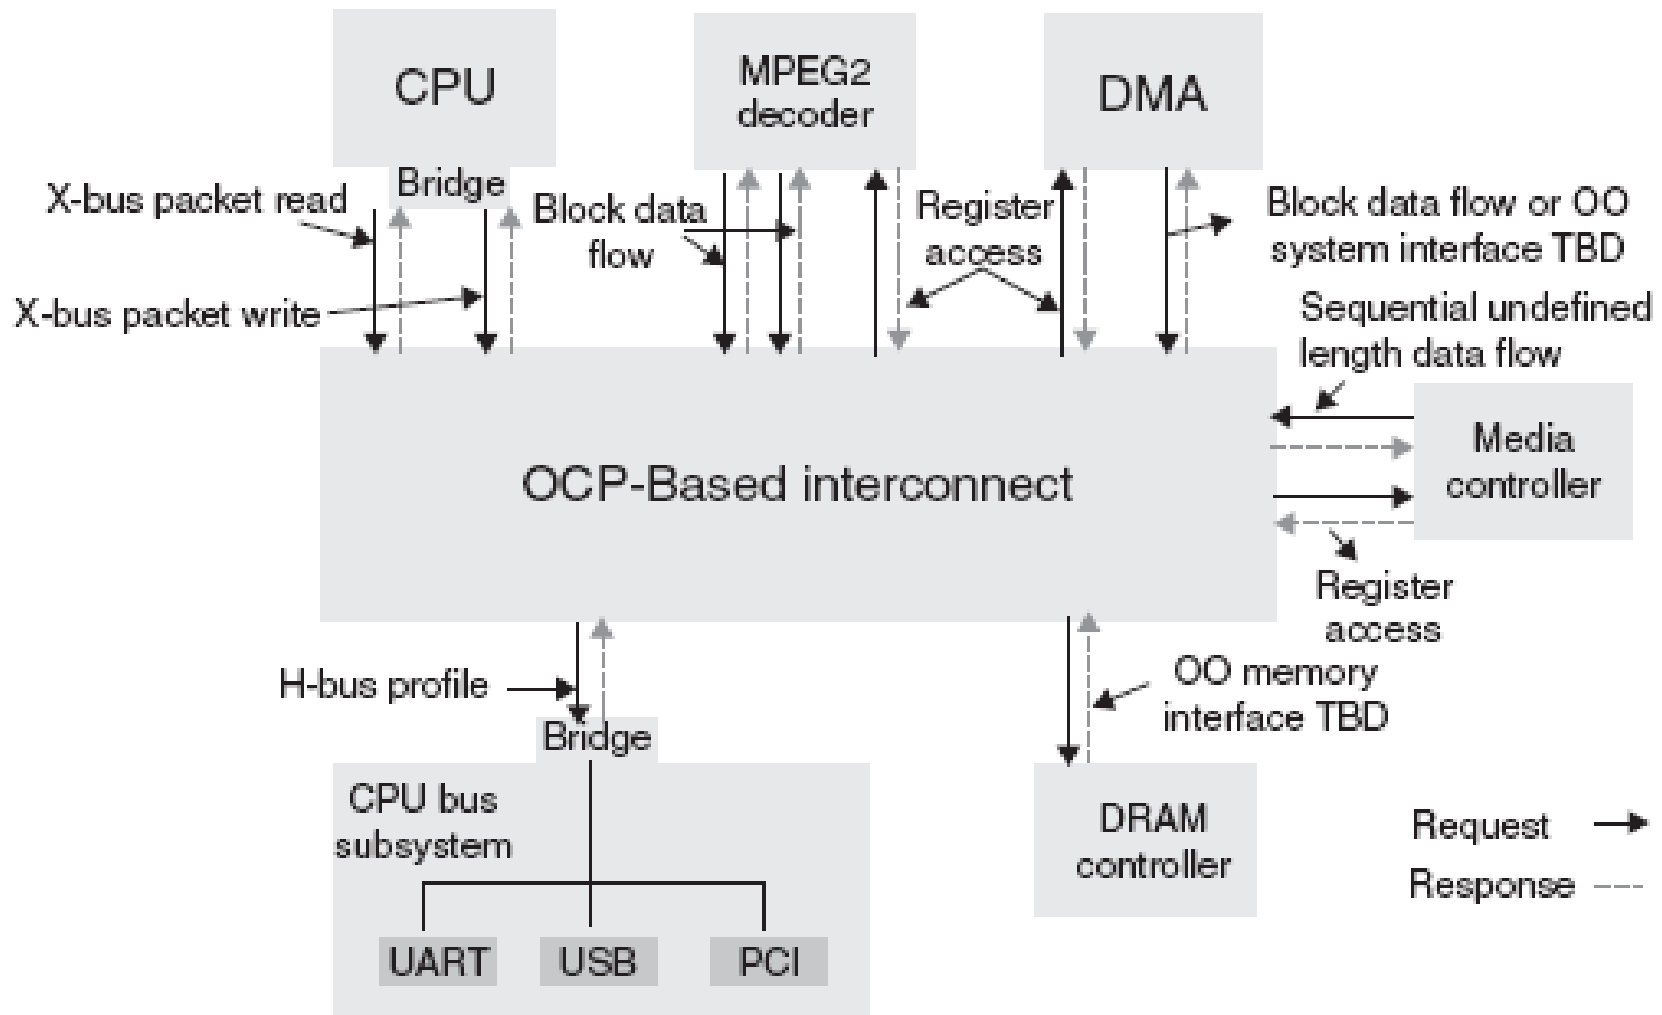 CPU
MPEG2
decoder
DMA
Bridge
X-bus packet read
Block data
flow
Register
access
Block data flow or OO
system interface TBD
X-bus packet write
Sequential undefined
length data flow
OCP-Based interconnect
Media
controller
Register
access
H-bus profile
OO memory
interface TBD
Bridge
CPU bus
subsystem
DRAM
controller
Request
Response
UART
USB
PCI